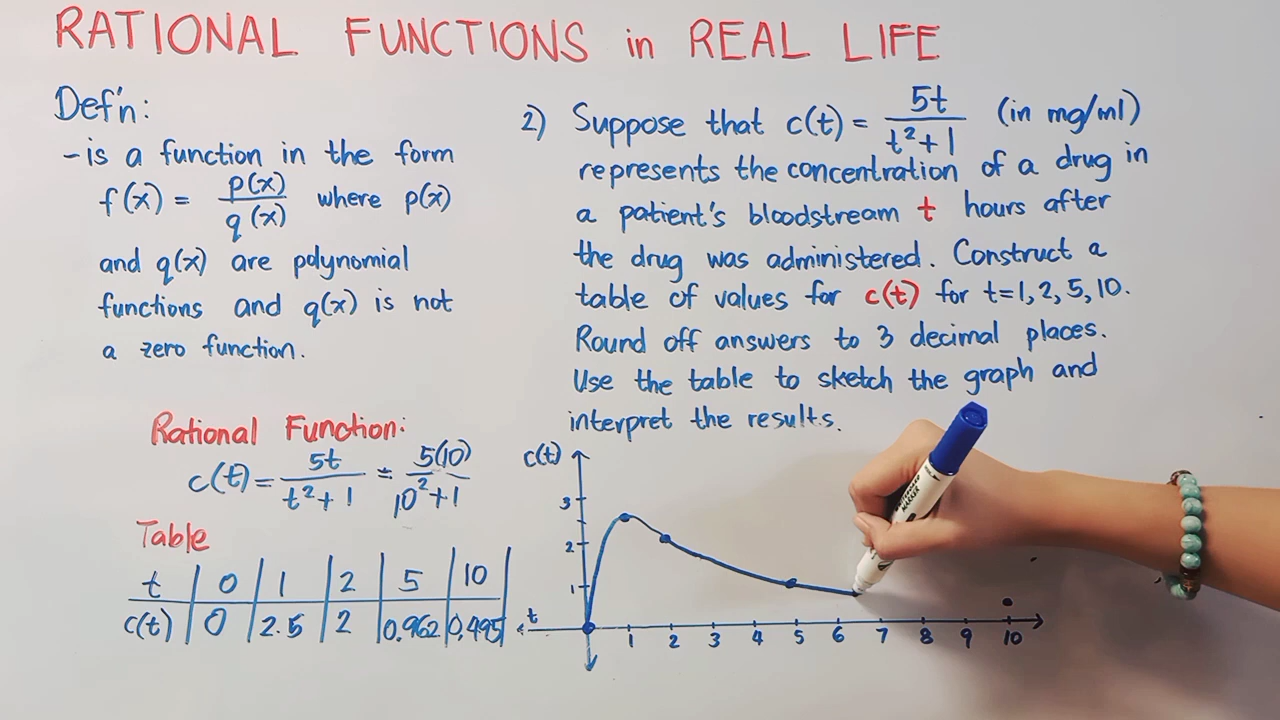 RATIONAL FUNCTIONS in REAL LIFE
Def'n:
- is a function in the form
f(x) = p(x)/q(x) where p(x)
and q(x) are polynomial
functions and q(x) is not
a zero function.
2) Suppose that c(t) = 5t/(t²+1) (in mg/ml)
represents the concentration of a drug in
a patient's bloodstream t hours after
the drug was administered. Construct a
table of values for c(t) for t=1, 2, 5, 10.
Round off answers to 3 decimal places.
Use the table to sketch the graph and
interpret the results.
Rational Function:
c(t) = 5t/(t²+1) = 5(10)/(10²+1)
Table
t 0 1 2 5 10
c(t) 0 2.5 2 0.962 0.495
c(t)
3
2
1
t
1 2 3 4 5 6 7 8 9 10
MARKER